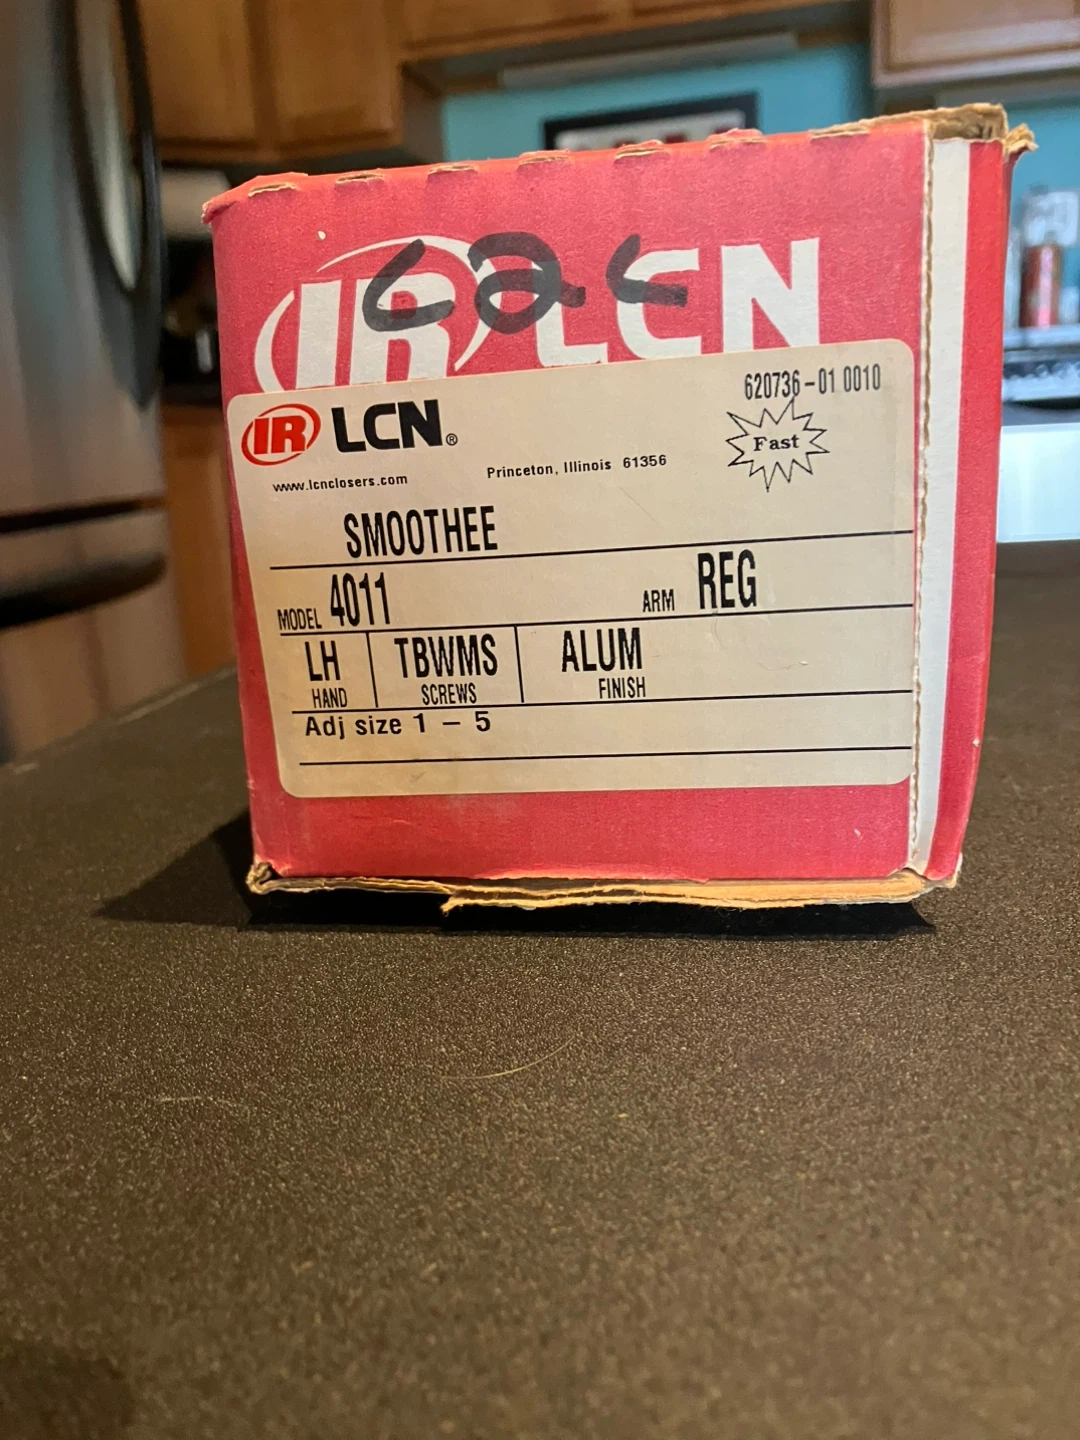 IR LCN
620736-01 0010
IR LCN®
Fast
www.lcnclosers.com
Princeton, Illinois 61356
SMOOTHEE
MODEL 4011 ARM REG
LH TBWMS ALUM
HAND SCREWS FINISH
Adj size 1 - 5